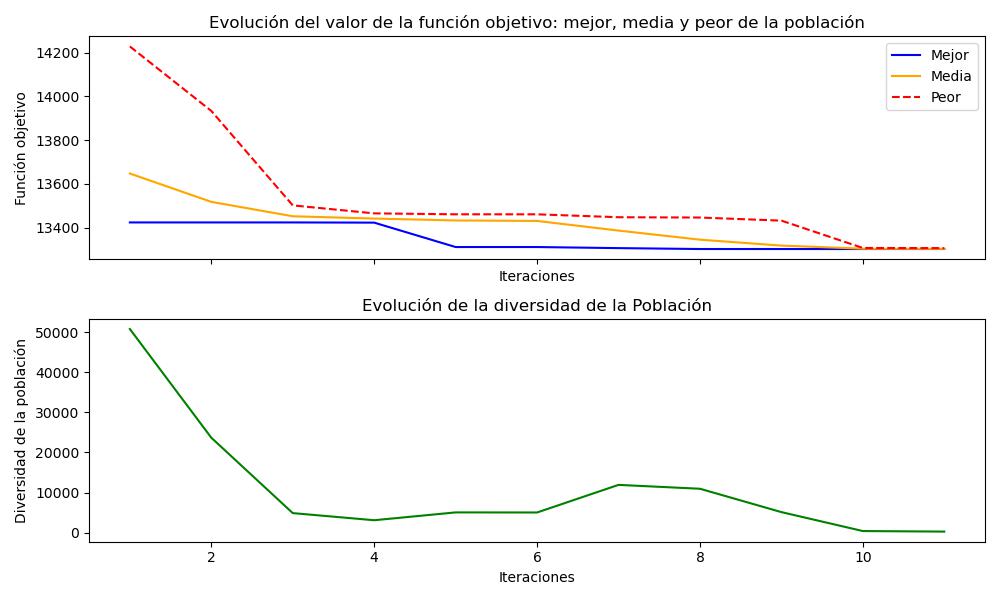 Evolución del valor de la función objetivo: mejor, media y peor de la población
14200
14000
13800
13600
13400
Función objetivo
Mejor
Media
Peor
Iteraciones
Evolución de la diversidad de la Población
50000
40000
30000
20000
10000
0
Diversidad de la población
2
4
6
8
10
Iteraciones